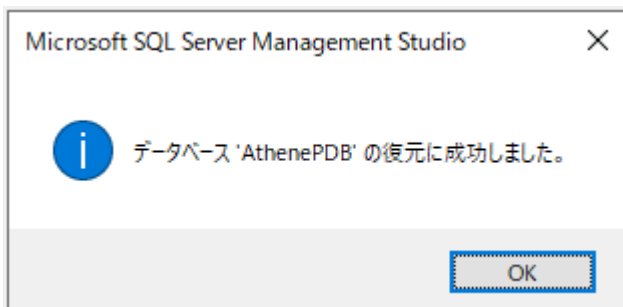 Microsoft SQL Server Management Studio
データベース 'AthenePDB' の復元に成功しました。
OK